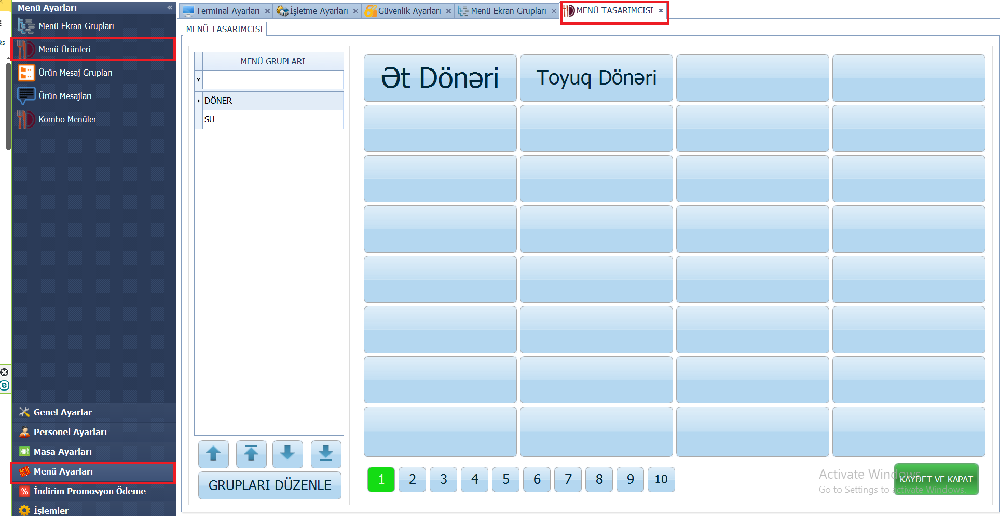 Menü Ayarları «
Menü Ekran Grupları
Menü Ürünleri
Ürün Mesaj Grupları
Ürün Mesajları
Kombo Menüler
ks
Genel Ayarlar
Personel Ayarları
Masa Ayarları
Menü Ayarları
İndirim Promosyon Ödeme
İşlemler
Terminal Ayarları × İşletme Ayarları × Güvenlik Ayarları × Menü Ekran Grupları × MENÜ TASARIMCISI ×
MENÜ TASARIMCISI
MENÜ GRUPLARI
DÖNER
SU
GRUPLARI DÜZENLE
Ət Dönəri Toyuq Dönəri
1 2 3 4 5 6 7 8 9 10
KAYDET VE KAPAT
Activate Windows
Go to Settings to activate Windows.